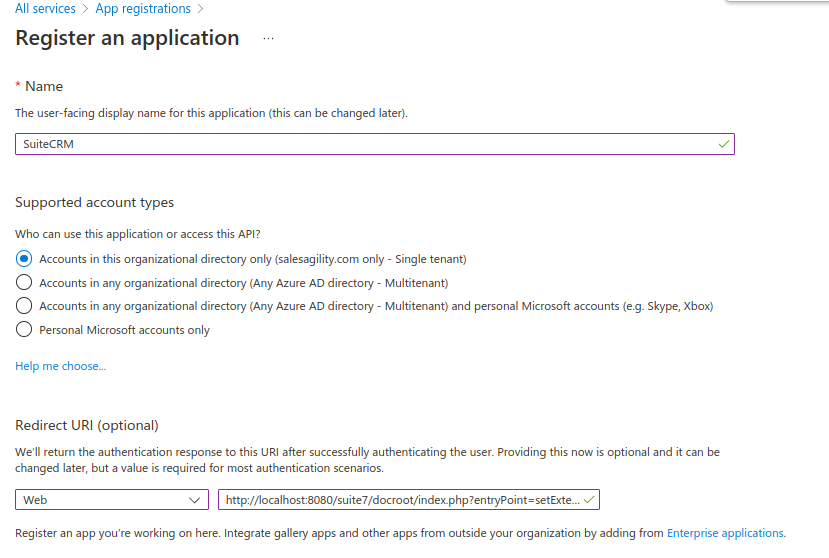 All services > App registrations >
Register an application ...
* Name
The user-facing display name for this application (this can be changed later).
SuiteCRM
Supported account types
Who can use this application or access this API?
Accounts in this organizational directory only (salesagility.com only - Single tenant)
Accounts in any organizational directory (Any Azure AD directory - Multitenant)
Accounts in any organizational directory (Any Azure AD directory - Multitenant) and personal Microsoft accounts (e.g. Skype, Xbox)
Personal Microsoft accounts only
Help me choose...
Redirect URI (optional)
We'll return the authentication response to this URI after successfully authenticating the user. Providing this now is optional and it can be
changed later, but a value is required for most authentication scenarios.
Web http://localhost:8080/suite7/docroot/index.php?entryPoint=setExte...
Register an app you're working on here. Integrate gallery apps and other apps from outside your organization by adding from Enterprise applications.